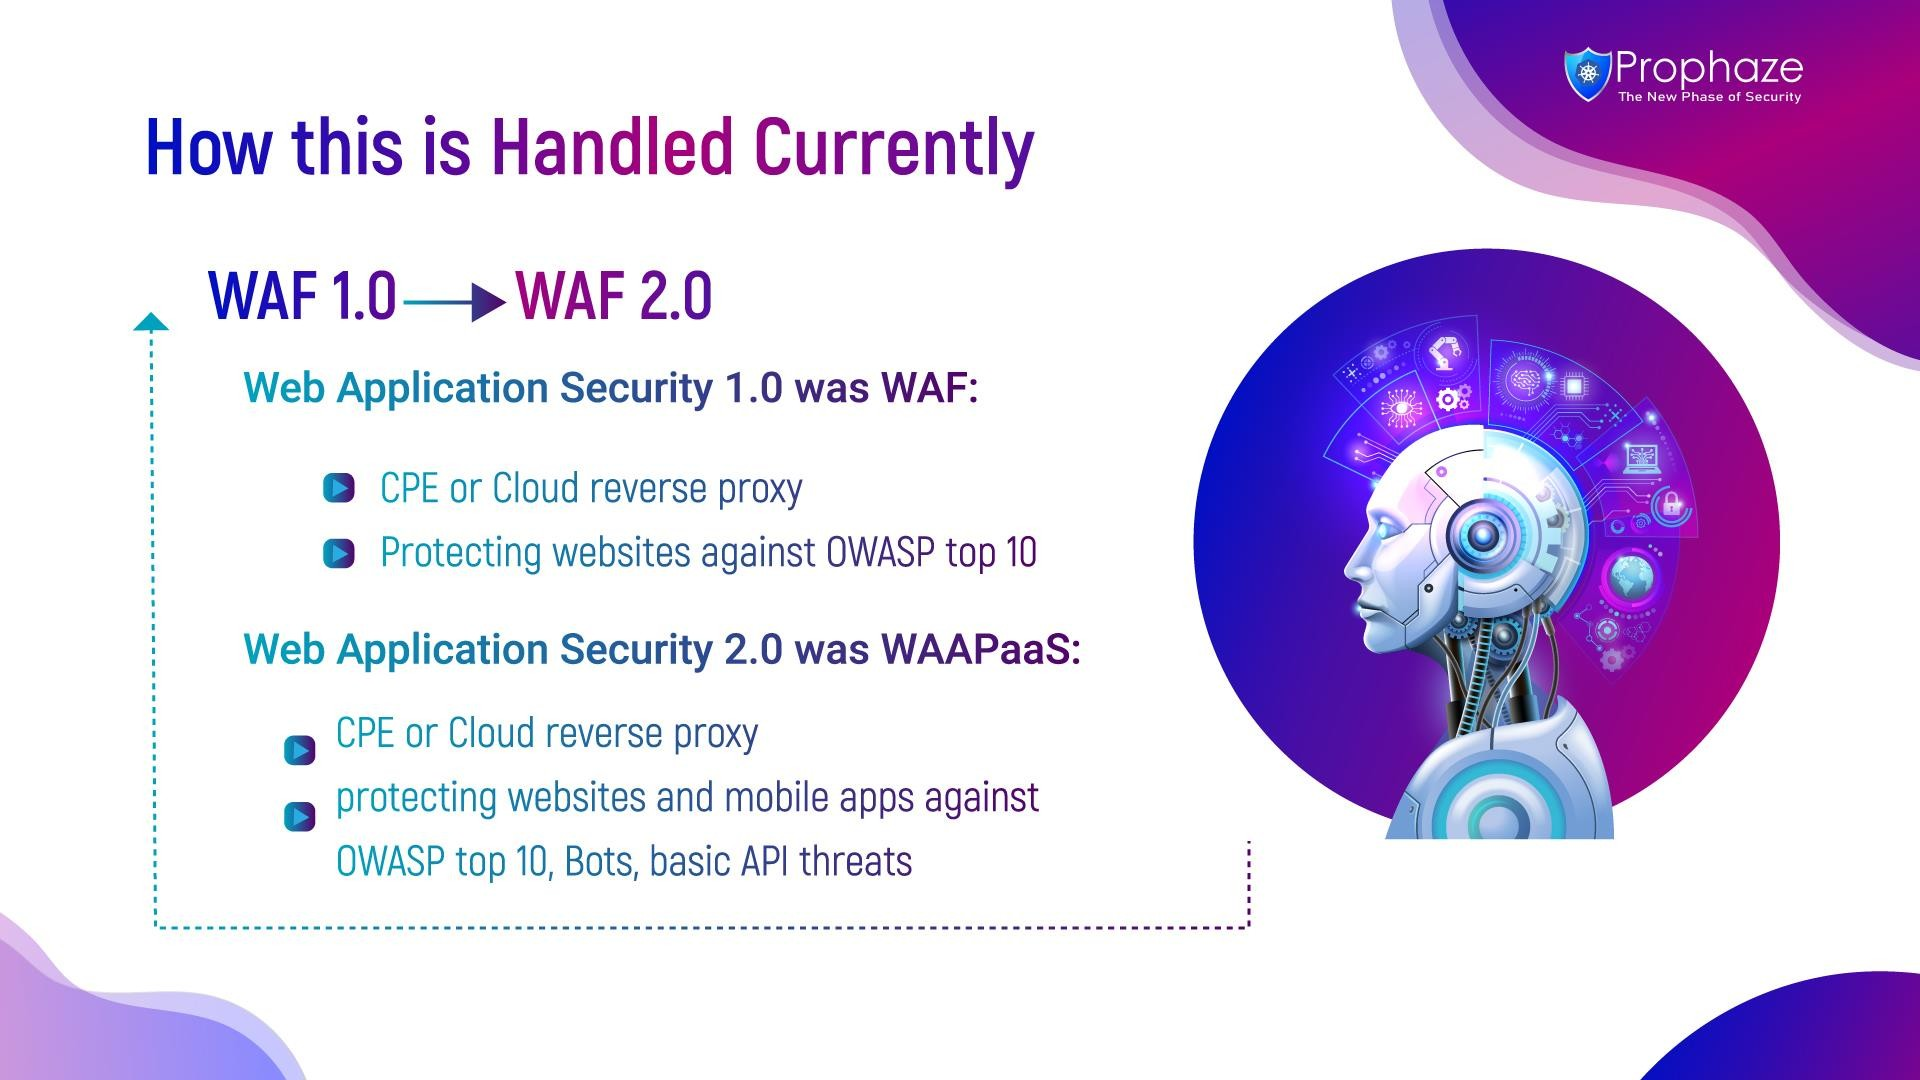 Prophaze
The New Phase of Security
How this is Handled Currently
WAF 1.0 WAF 2.0
Web Application Security 1.0 was WAF:
CPE or Cloud reverse proxy
Protecting websites against OWASP top 10
Web Application Security 2.0 was WAAPaaS:
CPE or Cloud reverse proxy
protecting websites and mobile apps against
OWASP top 10, Bots, basic API threats